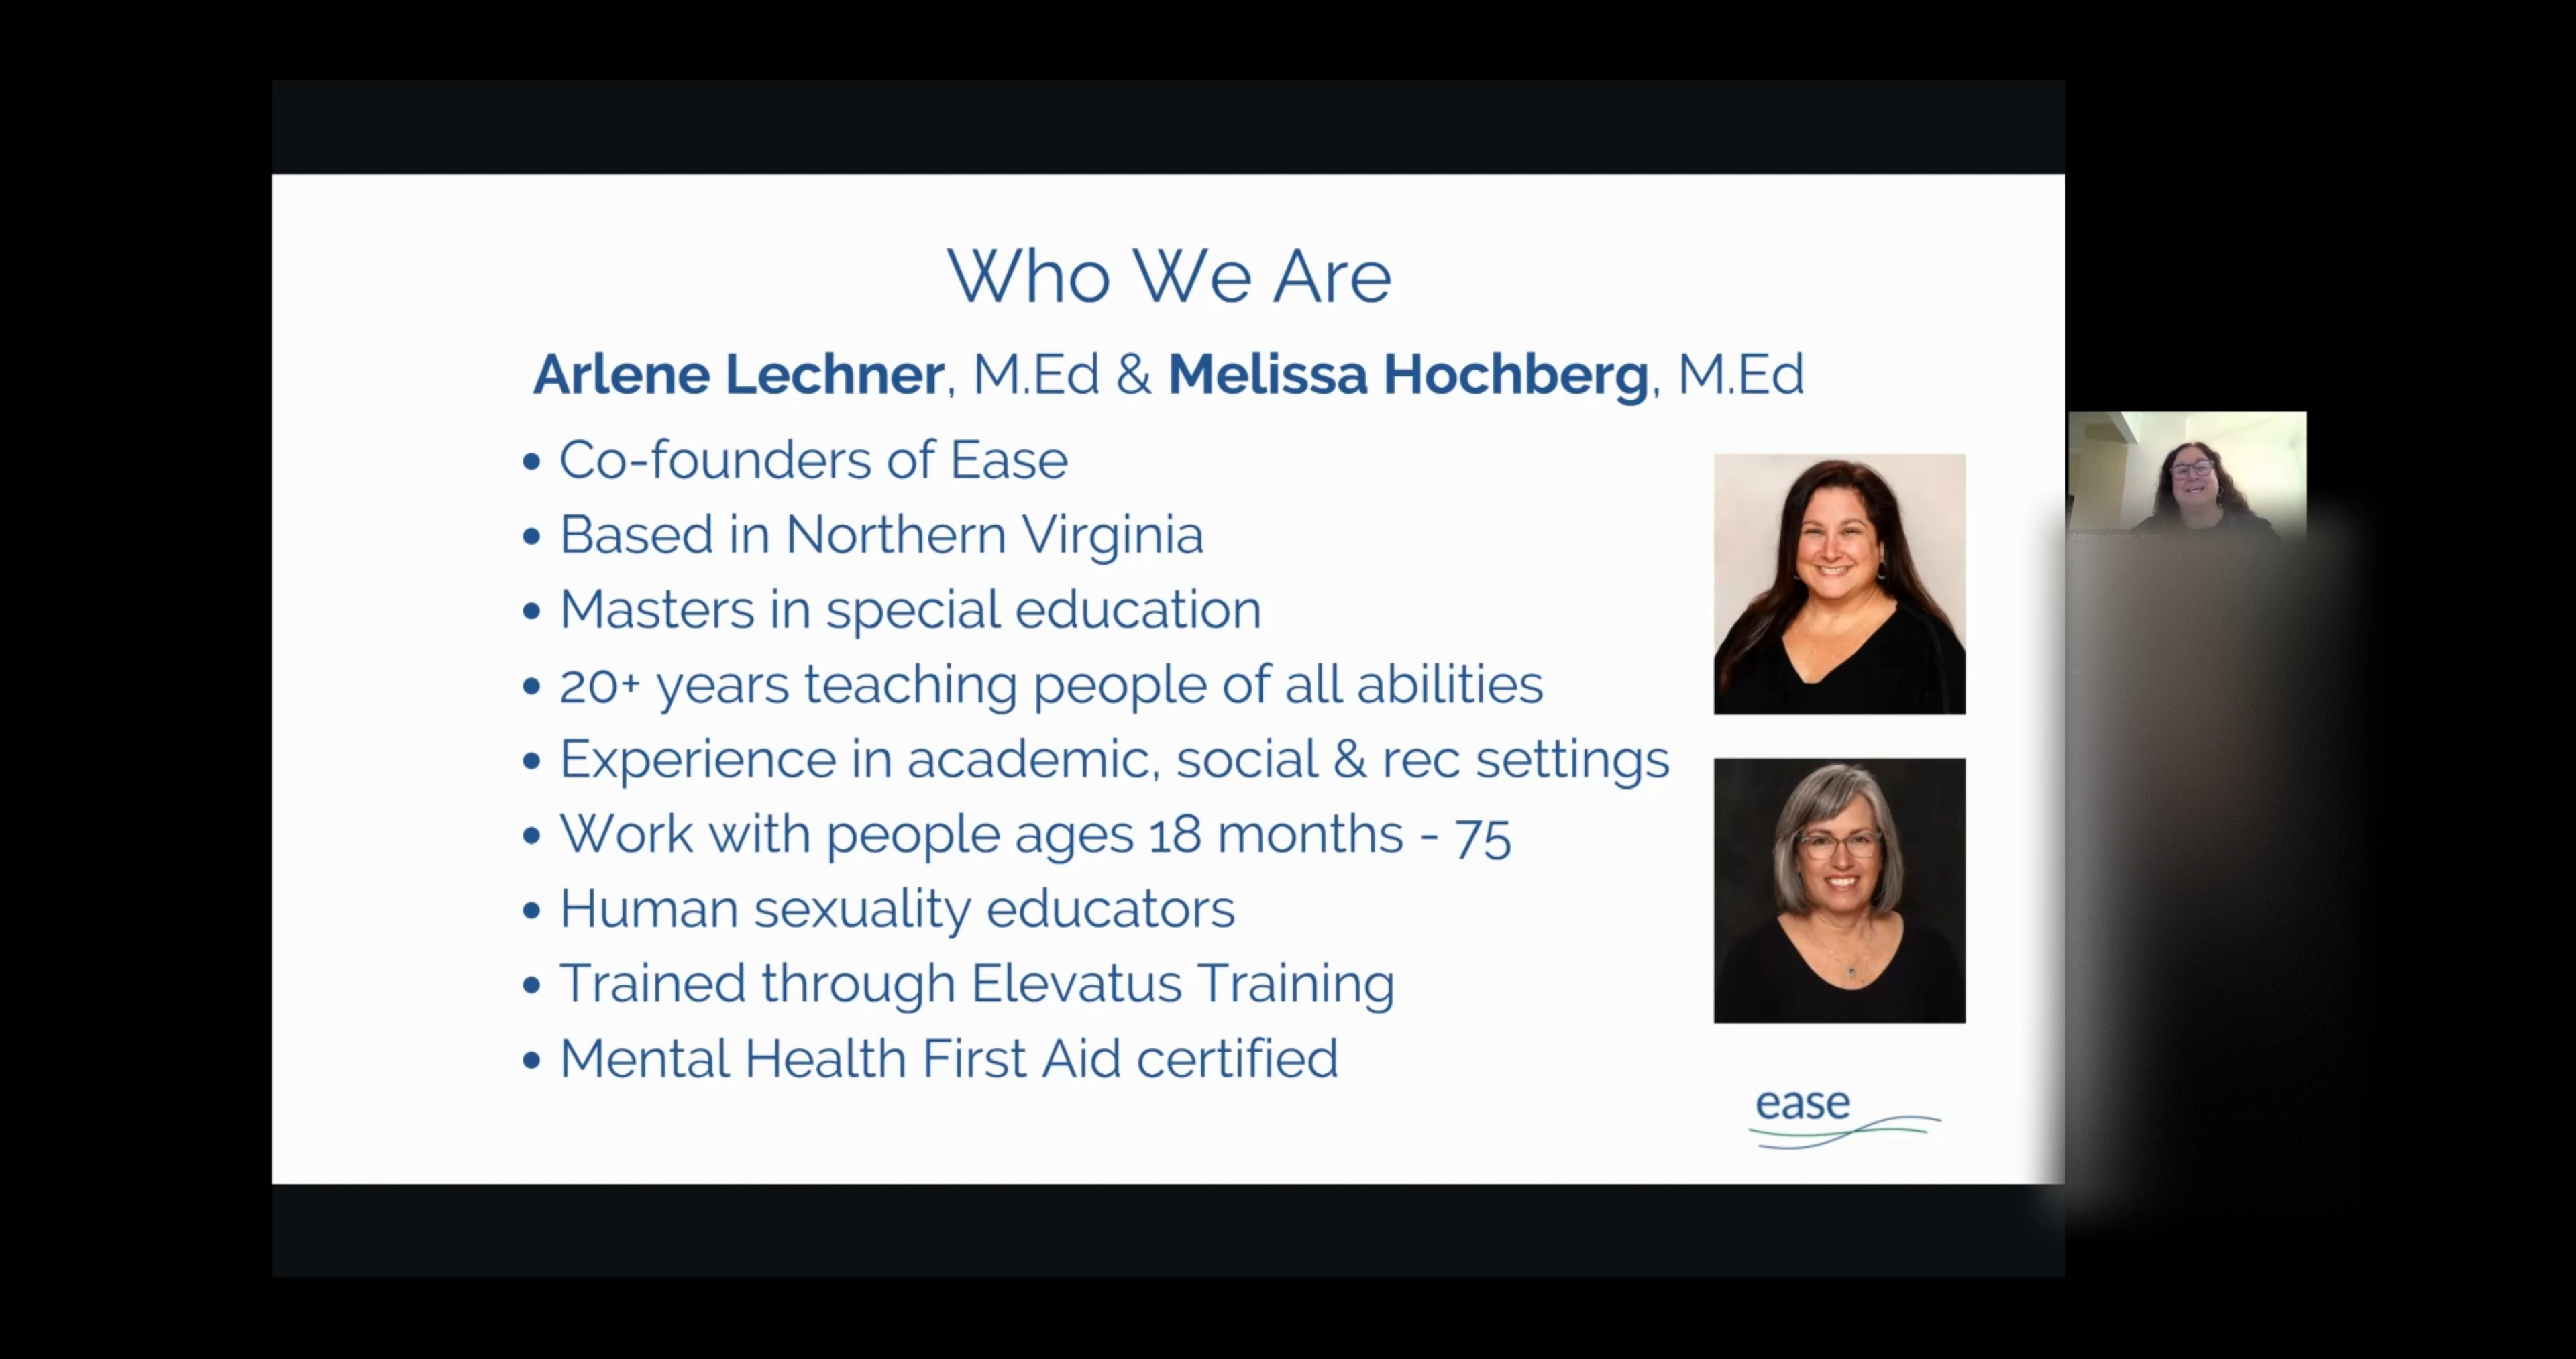 Who We Are
Arlene Lechner, M.Ed & Melissa Hochberg, M.Ed
• Co-founders of Ease
• Based in Northern Virginia
• Masters in special education
• 20+ years teaching people of all abilities
• Experience in academic, social & rec settings
• Work with people ages 18 months - 75
• Human sexuality educators
• Trained through Elevatus Training
• Mental Health First Aid certified
ease